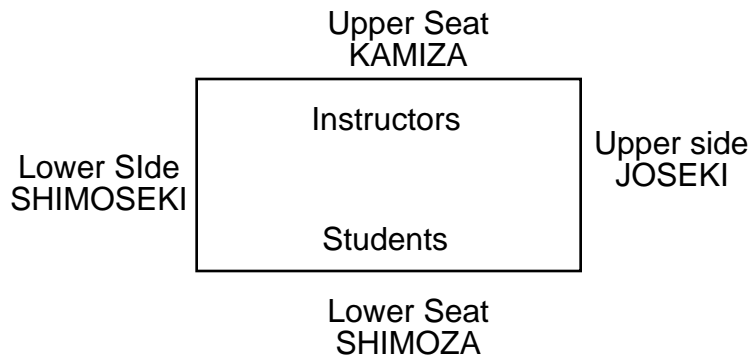 Upper Seat
KAMIZA
Instructors
Upper side
JOSEKI
Lower SIde
SHIMOSEKI
Students
Lower Seat
SHIMOZA